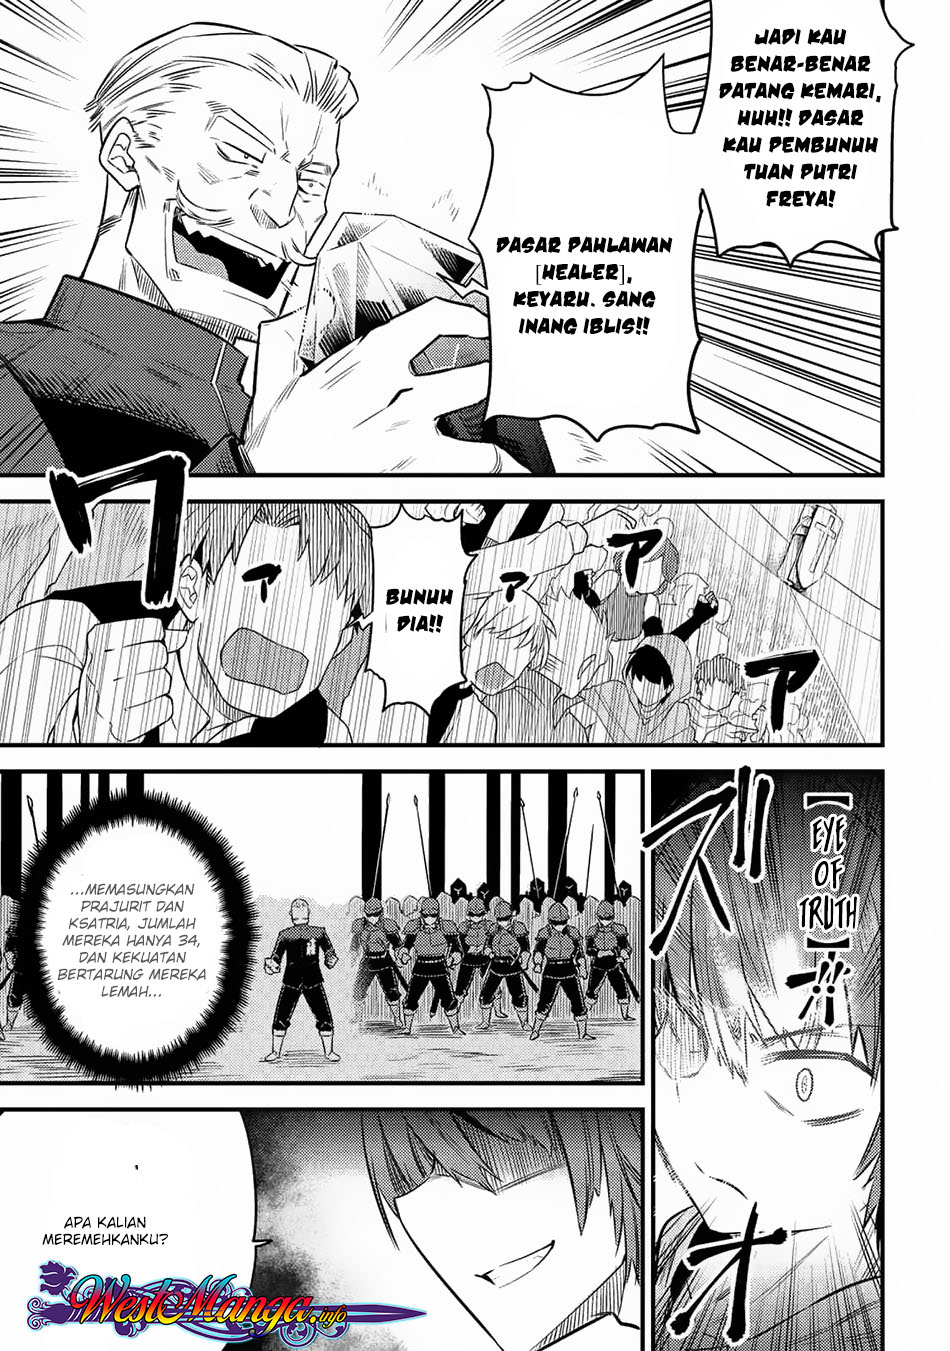 JADI KAU
BENAR-BENAR
DATANG KEMARI,
HUH!! DASAR
KAU PEMBUNUH
TUAN PUTRI
FREYA!
DASAR PAHLAWAN
[HEALER],
KEYARU. SANG
INANG IBLIS!!
ワ
ァ
BUNUH
DIA!!
ァ
ア
ア
【EYE
OF
TRUTH】!!
ズ
オ
...MEMASUNGKAN
PRAJURIT DAN
KSATRIA, JUMLAH
MEREKA HANYA 34,
DAN KEKUATAN
BERTARUNG MEREKA
LEMAH...
APA KALIAN
MEREMEHKANKU?
WESTMANGA.info